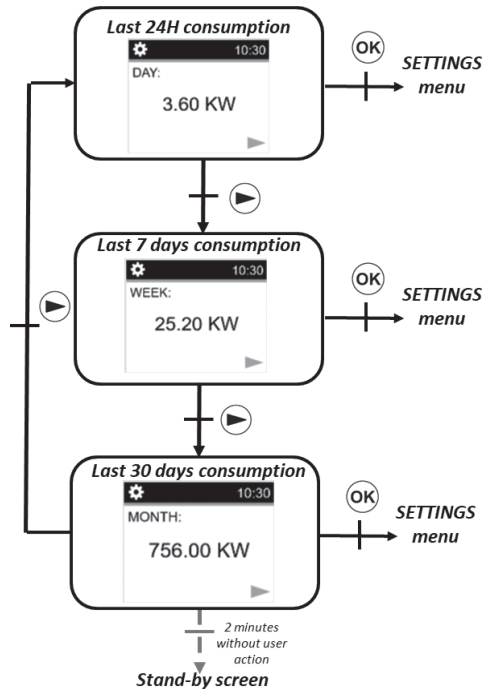 Last 24H consumption
10:30
DAY:
3.60 KW
OK
SETTINGS
menu
Last 7 days consumption
10:30
WEEK:
25.20 KW
OK
SETTINGS
menu
Last 30 days consumption
10:30
MONTH:
756.00 KW
OK
SETTINGS
menu
2 minutes
without user
action
Stand-by screen